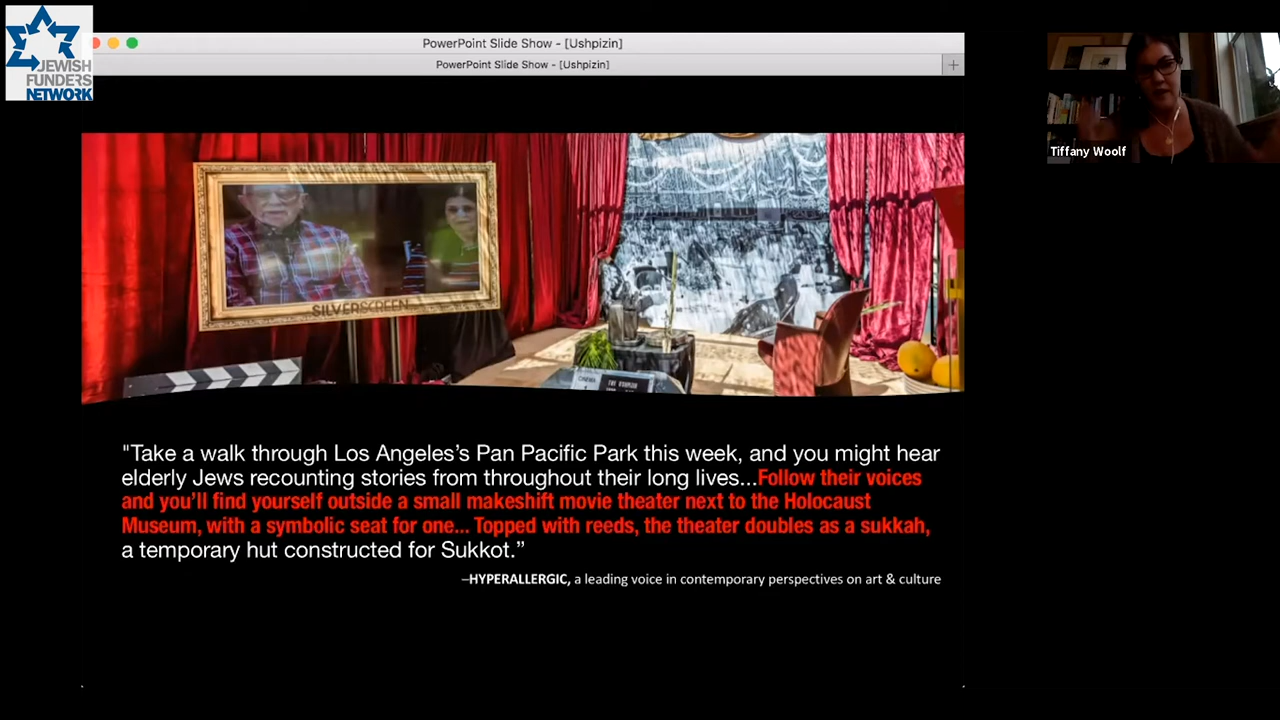 JEWISH
FUNDERS
NETWORK
PowerPoint Slide Show - [Ushpizin]
PowerPoint Slide Show - [Ushpizin]
Tiffany Woolf
SILVERSCREEN
"Take a walk through Los Angeles’s Pan Pacific Park this week, and you might hear
elderly Jews recounting stories from throughout their long lives...Follow their voices
and you’ll find yourself outside a small makeshift movie theater next to the Holocaust
Museum, with a symbolic seat for one... Topped with reeds, the theater doubles as a sukkah,
a temporary hut constructed for Sukkot.”
–HYPERALLERGIC, a leading voice in contemporary perspectives on art & culture